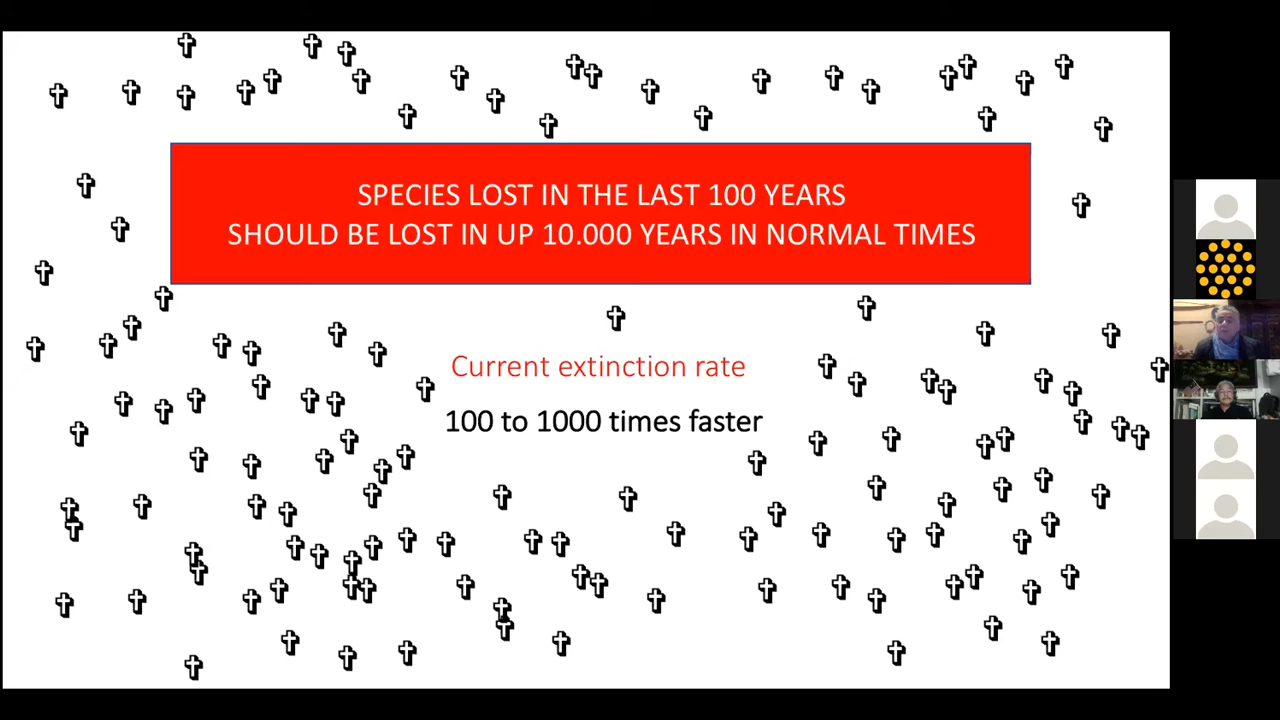 SPECIES LOST IN THE LAST 100 YEARS
SHOULD BE LOST IN UP 10.000 YEARS IN NORMAL TIMES
Current extinction rate
100 to 1000 times faster